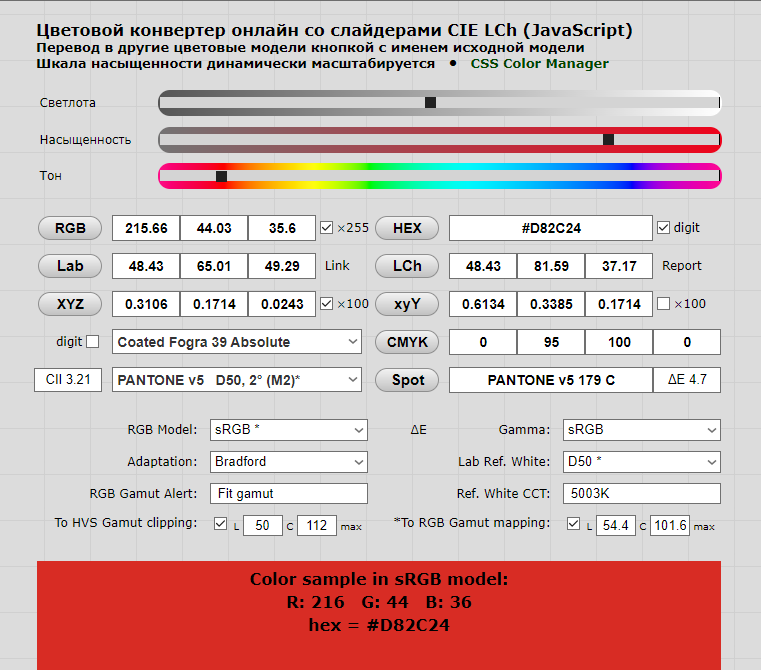 Цветовой конвертер онлайн со слайдерами CIE LCh (JavaScript)
Перевод в другие цветовые модели кнопкой с именем исходной модели
Шкала насыщенности динамически масштабируется • CSS Color Manager
Светлота
Насыщенность
Тон
RGB 215.66 44.03 35.6 ×255 HEX #D82C24 digit
Lab 48.43 65.01 49.29 Link LCh 48.43 81.59 37.17 Report
XYZ 0.3106 0.1714 0.0243 ×100 xyY 0.6134 0.3385 0.1714 ×100
digit Coated Fogra 39 Absolute CMYK 0 95 100 0
CII 3.21 PANTONE v5 D50, 2° (M2)* Spot PANTONE v5 179 C ΔE 4.7
RGB Model: sRGB * ΔE Gamma: sRGB
Adaptation: Bradford Lab Ref. White: D50 *
RGB Gamut Alert: Fit gamut Ref. White CCT: 5003K
To HVS Gamut clipping: L 50 C 112 max *To RGB Gamut mapping: L 54.4 C 101.6 max
Color sample in sRGB model:
R: 216 G: 44 B: 36
hex = #D82C24